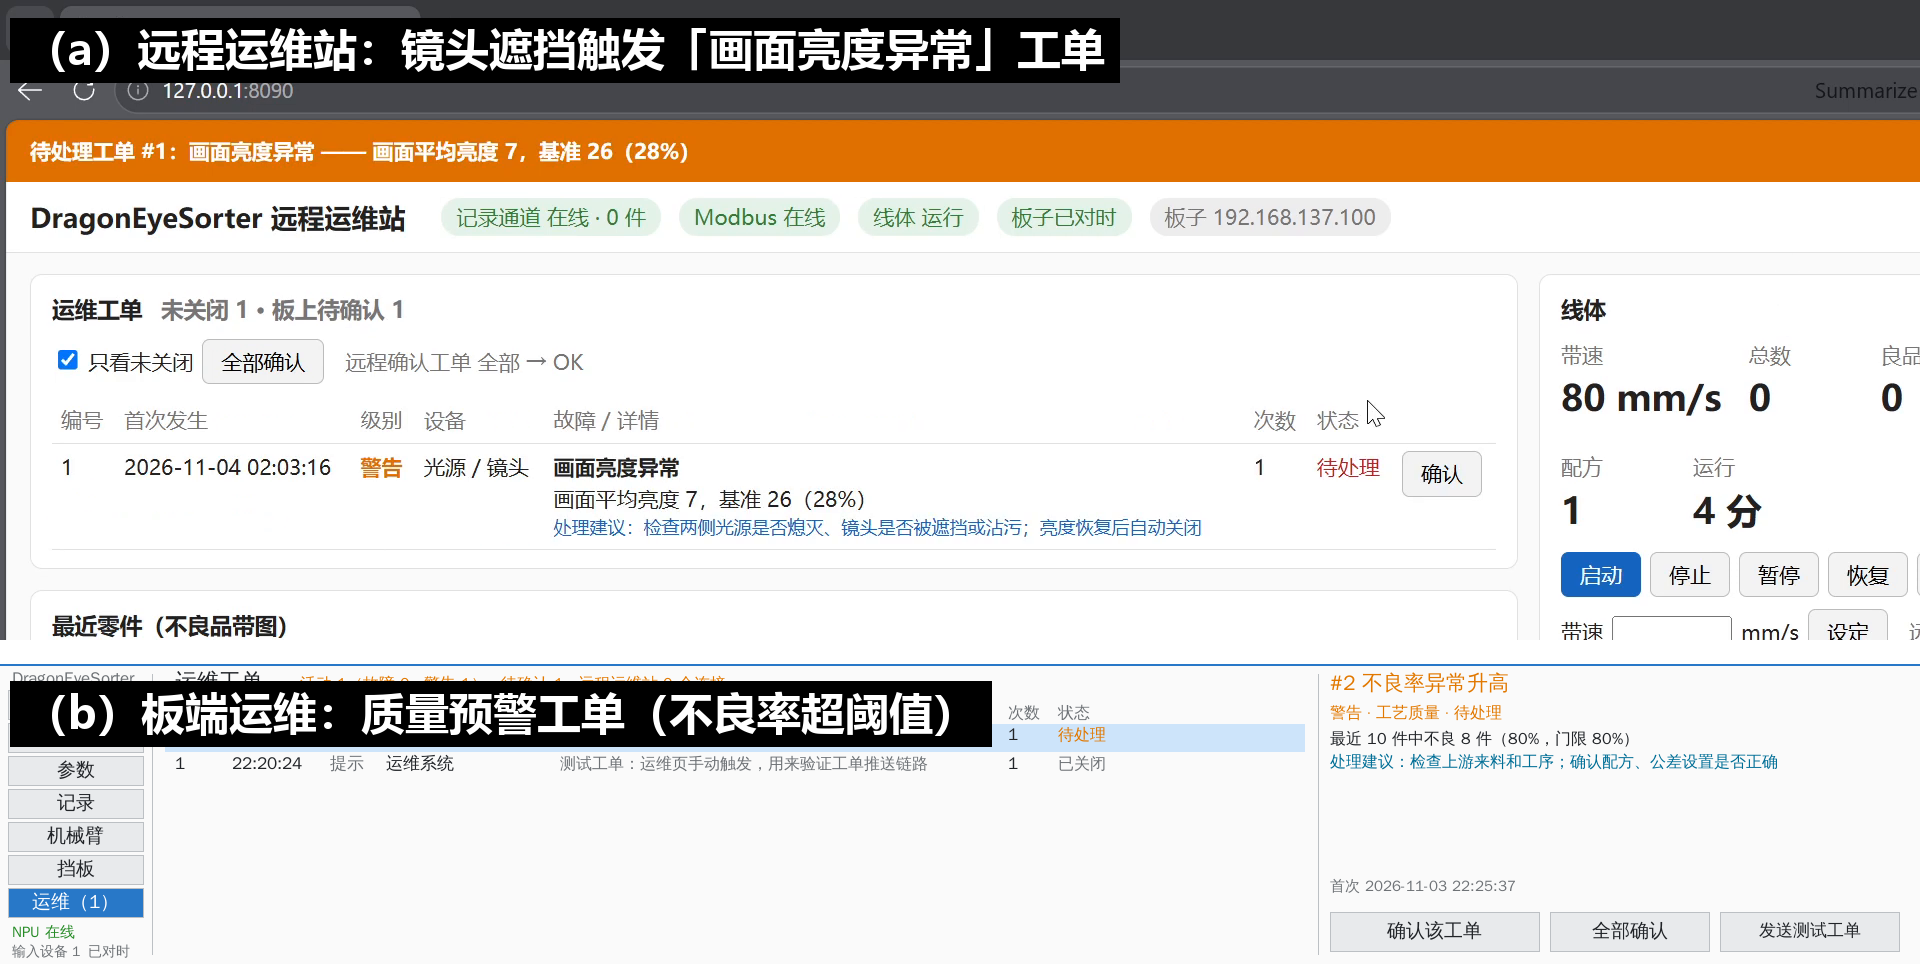 （a）远程运维站：镜头遮挡触发「画面亮度异常」工单
127.0.0.1:8090
Summarize
待处理工单 #1：画面亮度异常 —— 画面平均亮度 7，基准 26（28%）
DragonEyeSorter 远程运维站
记录通道 在线 · 0 件
Modbus 在线
线体 运行
板子已对时
板子 192.168.137.100
运维工单 未关闭 1 • 板上待确认 1
只看未关闭
全部确认
远程确认工单 全部 → OK
编号 首次发生 级别 设备 故障 / 详情 次数 状态
1 2026-11-04 02:03:16 警告 光源 / 镜头 画面亮度异常 1 待处理 确认
画面平均亮度 7，基准 26（28%）
处理建议：检查两侧光源是否熄灭、镜头是否被遮挡或沾污；亮度恢复后自动关闭
最近零件（不良品带图）
线体
带速 总数 良品
80 mm/s 0 0
配方 运行
1 4 分
启动 停止 暂停 恢复
带速 mm/s 设定
DragonEyeSorter
运维工单
（b）板端运维：质量预警工单（不良率超阈值）
次数 状态
1 待处理
1 22:20:24 提示 运维系统 测试工单：运维页手动触发，用来验证工单推送链路 1 已关闭
参数
记录
机械臂
挡板
运维（1）
NPU 在线
输入设备 1 已对时
#2 不良率异常升高
警告 · 工艺质量 · 待处理
最近 10 件中不良 8 件（80%，门限 80%）
处理建议：检查上游来料和工序；确认配方、公差设置是否正确
首次 2026-11-03 22:25:37
确认该工单 全部确认 发送测试工单